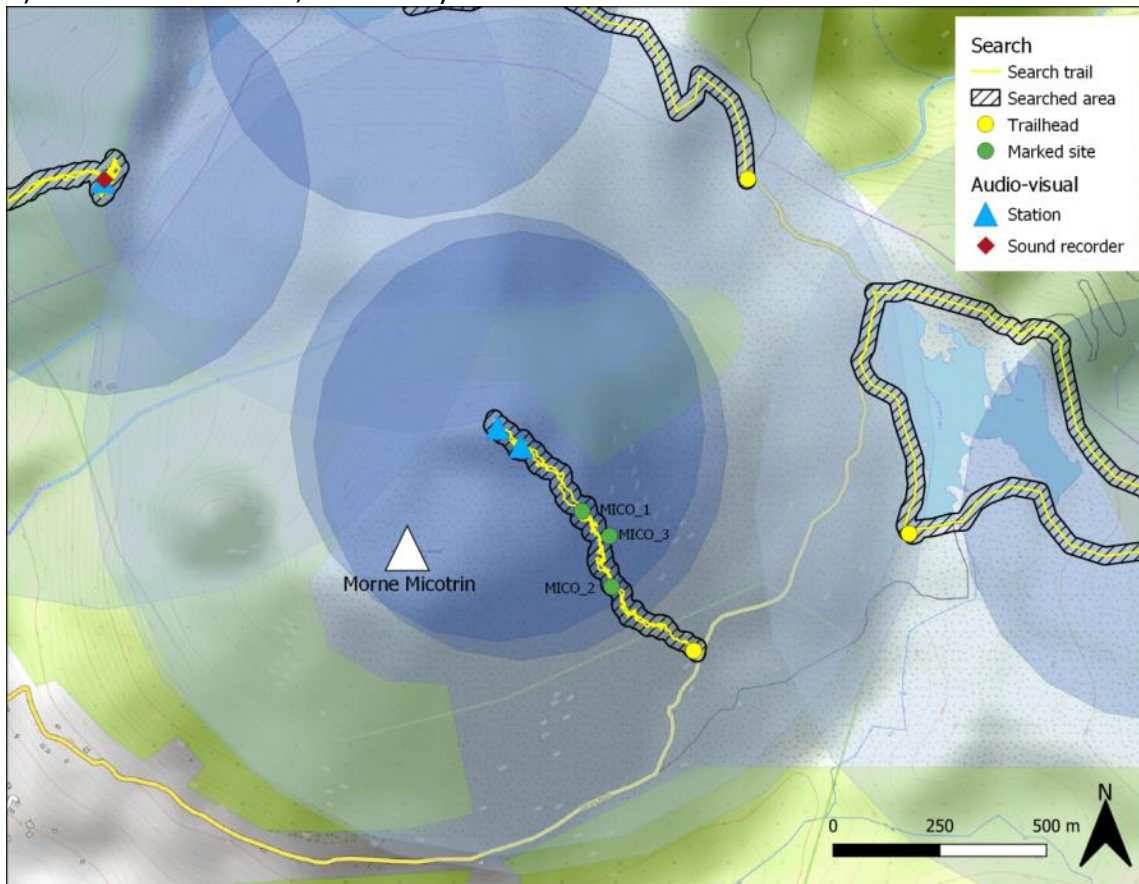 Search
Search trail
Searched area
Trailhead
Marked site
Audio-visual
Station
Sound recorder
MICO_1
MICO_3
MICO_2
Morne Micotrin
N
0 250 500 m